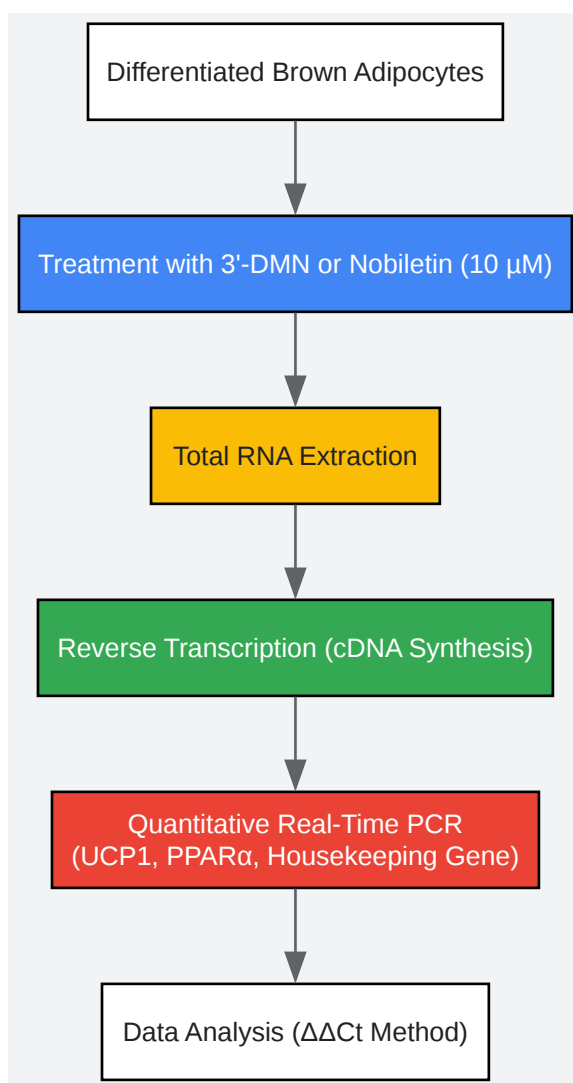 Differentiated Brown Adipocytes
Treatment with 3'-DMN or Nobiletin (10 µM)
Total RNA Extraction
Reverse Transcription (cDNA Synthesis)
Quantitative Real-Time PCR
(UCP1, PPARα, Housekeeping Gene)
Data Analysis (ΔΔCt Method)